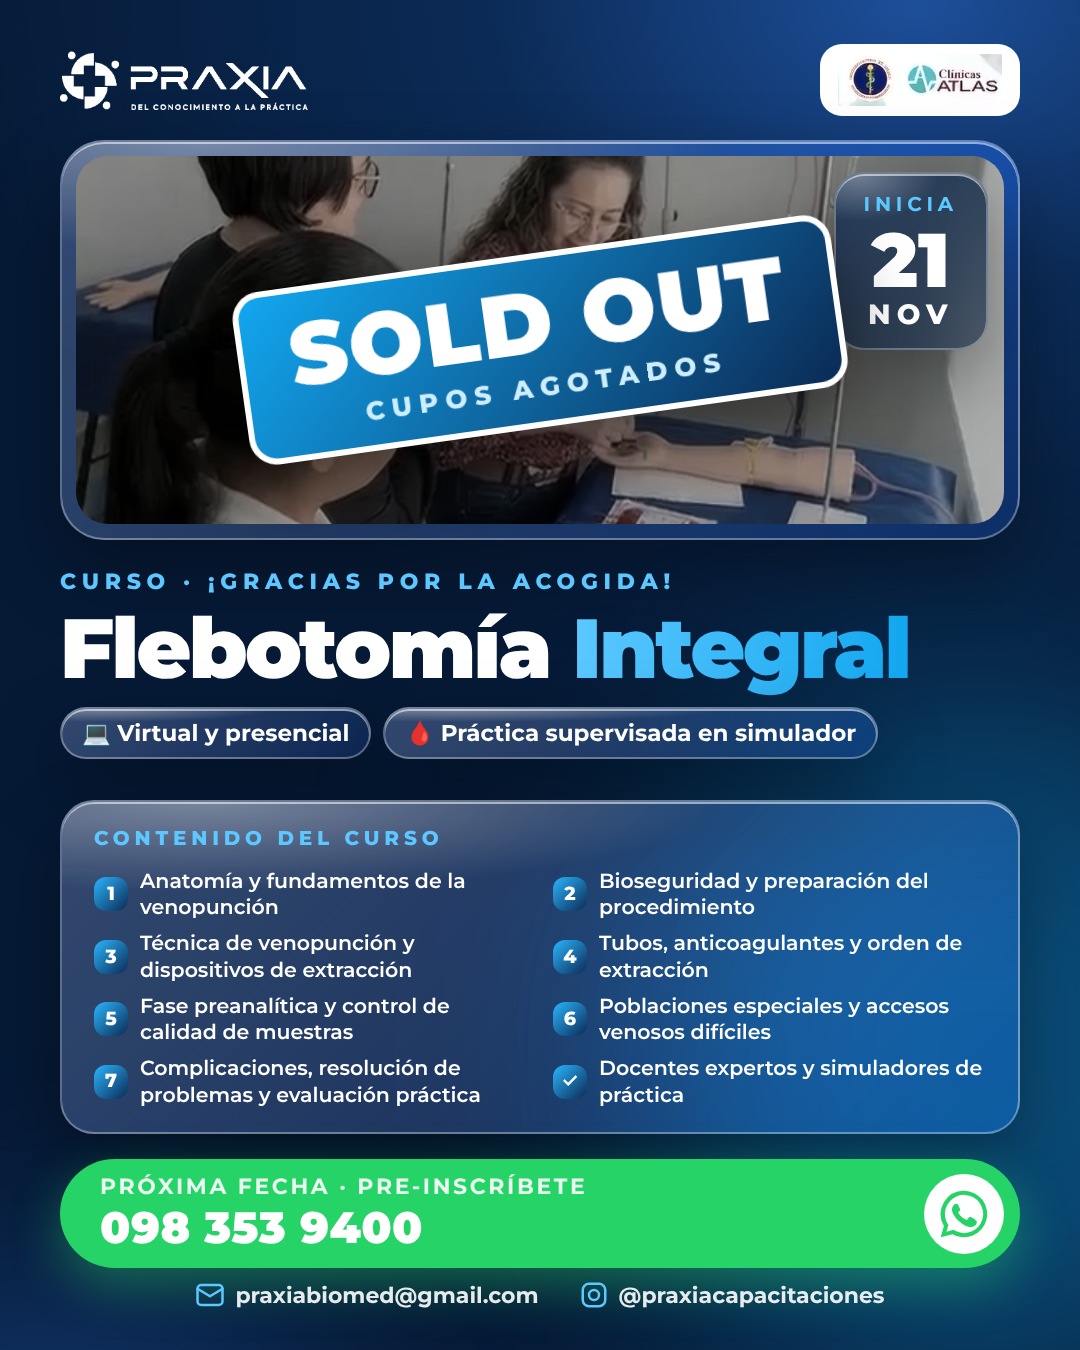 PRAXIA
DEL CONOCIMIENTO A LA PRÁCTICA
Clínicas
ATLAS
INICIA
21
NOV
SOLD OUT
CUPOS AGOTADOS
CURSO · ¡GRACIAS POR LA ACOGIDA!
Flebotomía Integral
Virtual y presencial
Práctica supervisada en simulador
CONTENIDO DEL CURSO
1 Anatomía y fundamentos de la
venopunción
2 Bioseguridad y preparación del
procedimiento
3 Técnica de venopunción y
dispositivos de extracción
4 Tubos, anticoagulantes y orden de
extracción
5 Fase preanalítica y control de
calidad de muestras
6 Poblaciones especiales y accesos
venosos difíciles
7 Complicaciones, resolución de
problemas y evaluación práctica
Docentes expertos y simuladores de
práctica
PRÓXIMA FECHA · PRE-INSCRÍBETE
098 353 9400
praxiabiomed@gmail.com
@praxiacapacitaciones